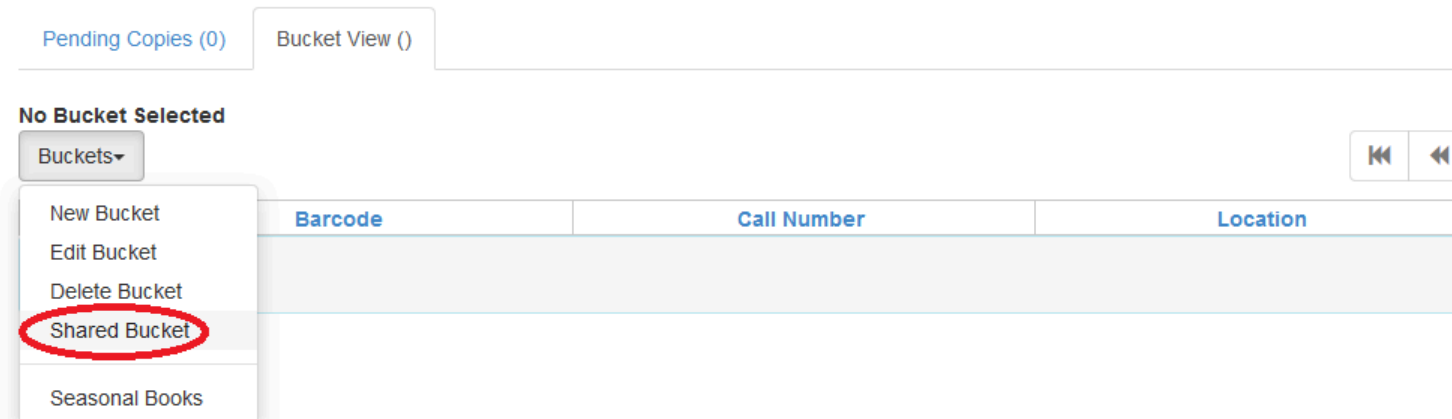 Pending Copies (0) Bucket View ()
No Bucket Selected
Buckets
New Bucket
Barcode Call Number Location
Edit Bucket
Delete Bucket
Shared Bucket
Seasonal Books